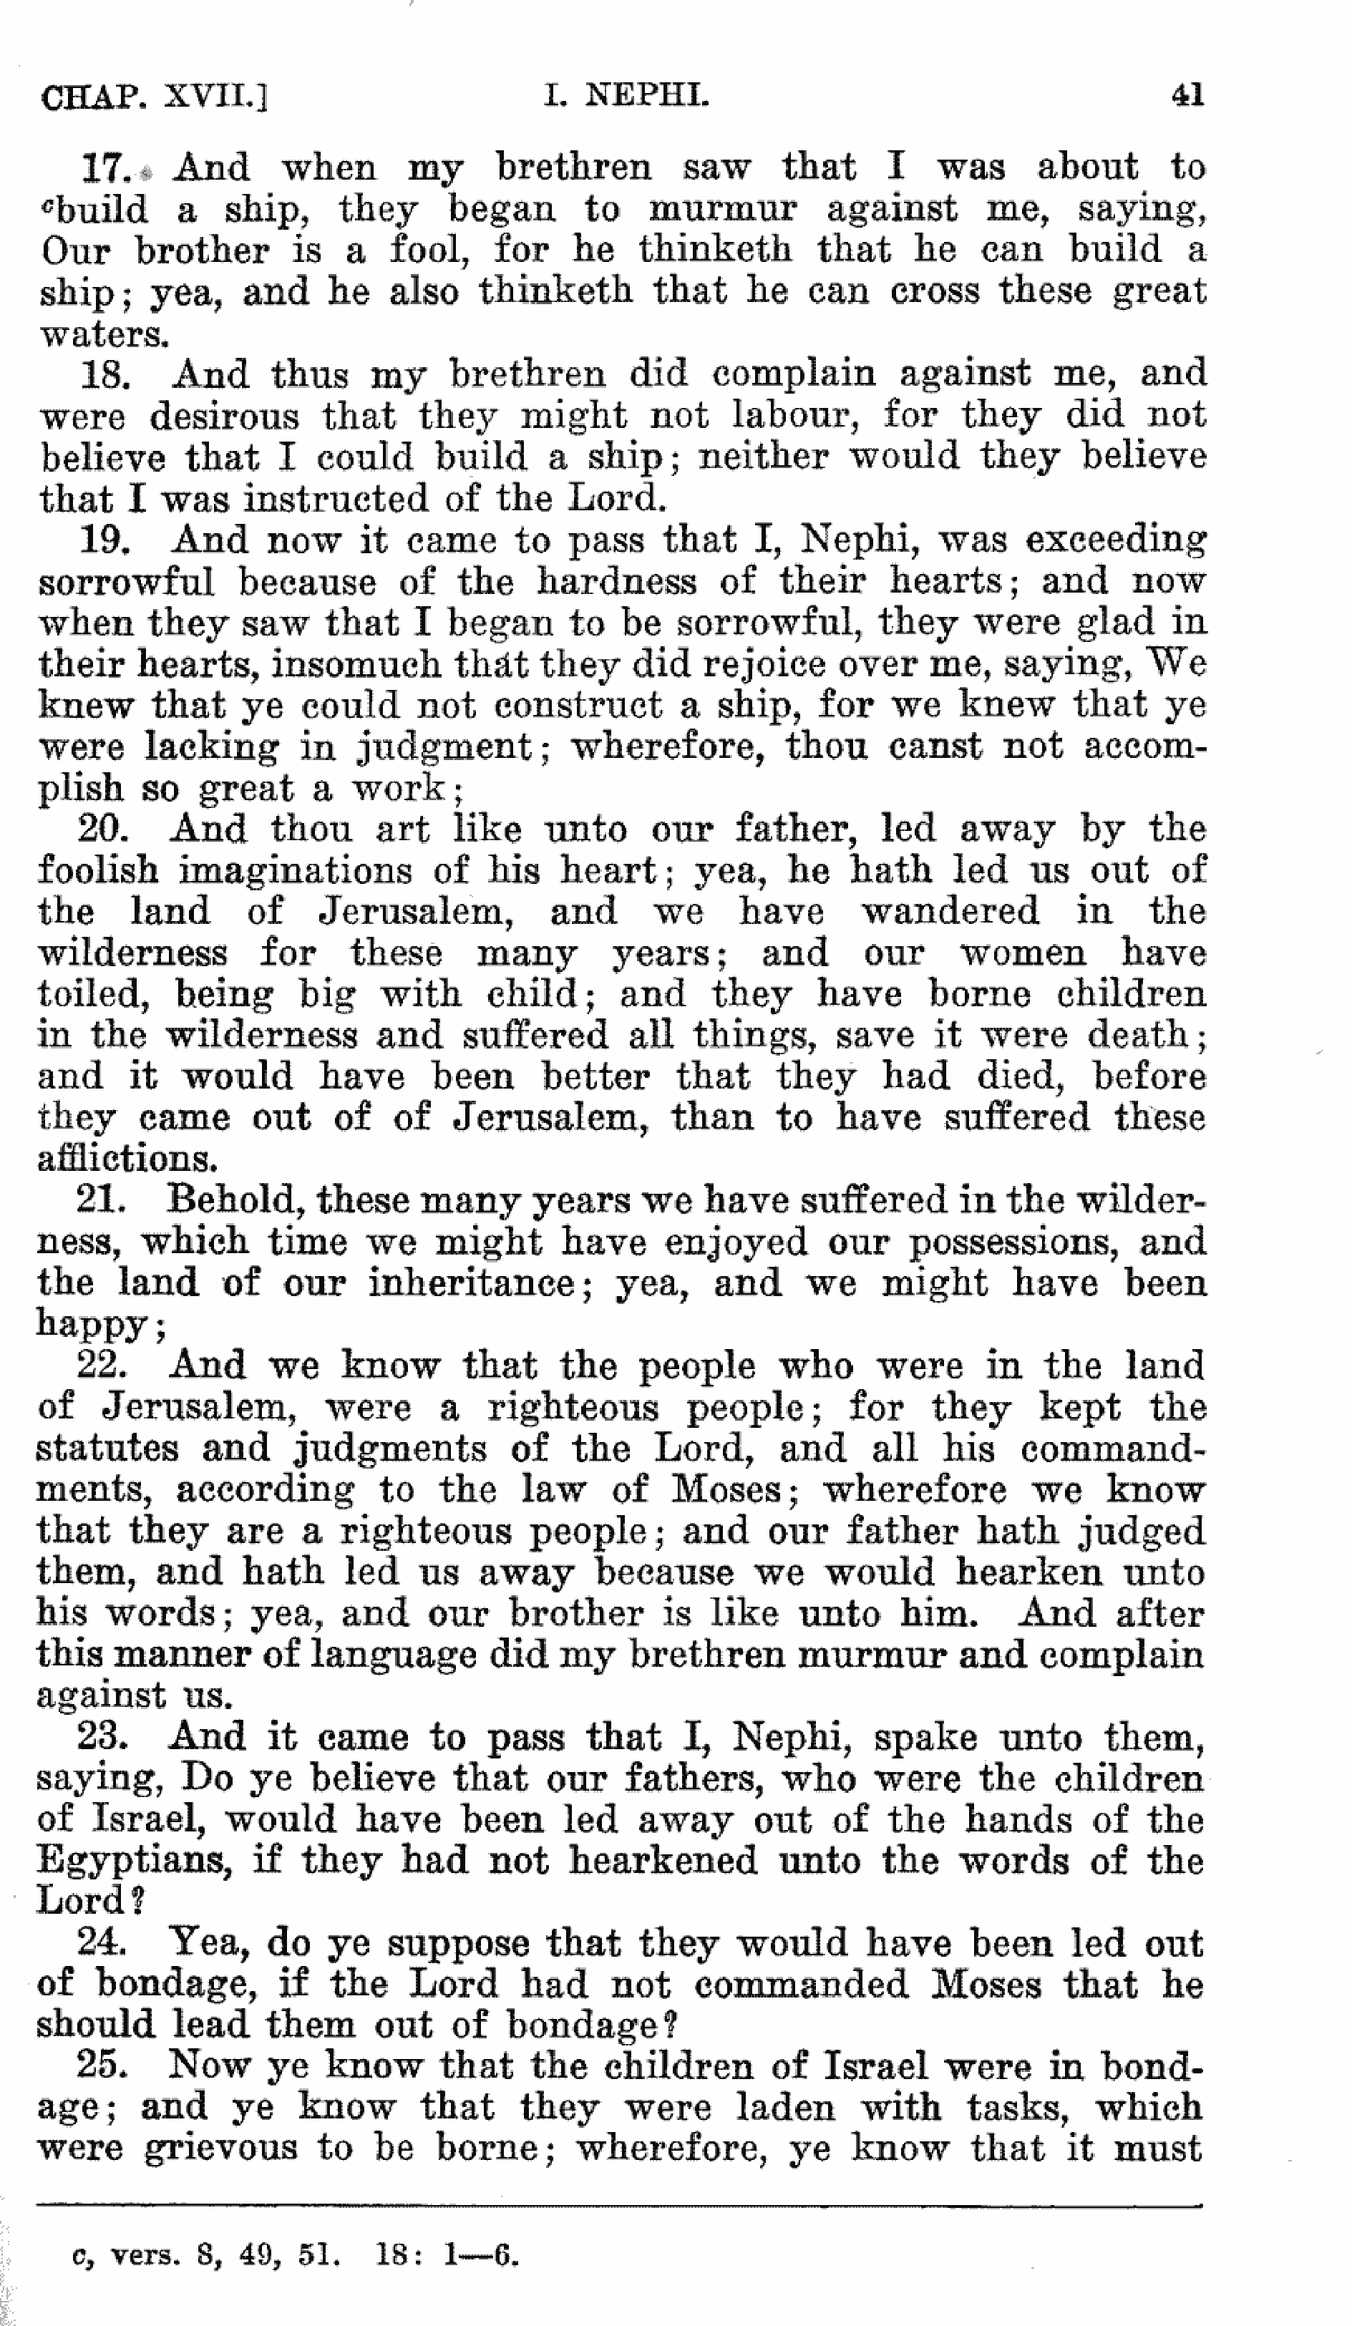 CHAP. XVII.] I. NEPHI. 41
17. And when my brethren saw that I was about to
ᶜbuild a ship, they began to murmur against me, saying,
Our brother is a fool, for he thinketh that he can build a
ship; yea, and he also thinketh that he can cross these great
waters.
18. And thus my brethren did complain against me, and
were desirous that they might not labour, for they did not
believe that I could build a ship; neither would they believe
that I was instructed of the Lord.
19. And now it came to pass that I, Nephi, was exceeding
sorrowful because of the hardness of their hearts; and now
when they saw that I began to be sorrowful, they were glad in
their hearts, insomuch that they did rejoice over me, saying, We
knew that ye could not construct a ship, for we knew that ye
were lacking in judgment; wherefore, thou canst not accom-
plish so great a work;
20. And thou art like unto our father, led away by the
foolish imaginations of his heart; yea, he hath led us out of
the land of Jerusalem, and we have wandered in the
wilderness for these many years; and our women have
toiled, being big with child; and they have borne children
in the wilderness and suffered all things, save it were death;
and it would have been better that they had died, before
they came out of of Jerusalem, than to have suffered these
afflictions.
21. Behold, these many years we have suffered in the wilder-
ness, which time we might have enjoyed our possessions, and
the land of our inheritance; yea, and we might have been
happy;
22. And we know that the people who were in the land
of Jerusalem, were a righteous people; for they kept the
statutes and judgments of the Lord, and all his command-
ments, according to the law of Moses; wherefore we know
that they are a righteous people; and our father hath judged
them, and hath led us away because we would hearken unto
his words; yea, and our brother is like unto him. And after
this manner of language did my brethren murmur and complain
against us.
23. And it came to pass that I, Nephi, spake unto them,
saying, Do ye believe that our fathers, who were the children
of Israel, would have been led away out of the hands of the
Egyptians, if they had not hearkened unto the words of the
Lord?
24. Yea, do ye suppose that they would have been led out
of bondage, if the Lord had not commanded Moses that he
should lead them out of bondage?
25. Now ye know that the children of Israel were in bond-
age; and ye know that they were laden with tasks, which
were grievous to be borne; wherefore, ye know that it must
c, vers. 8, 49, 51. 18: 1—6.